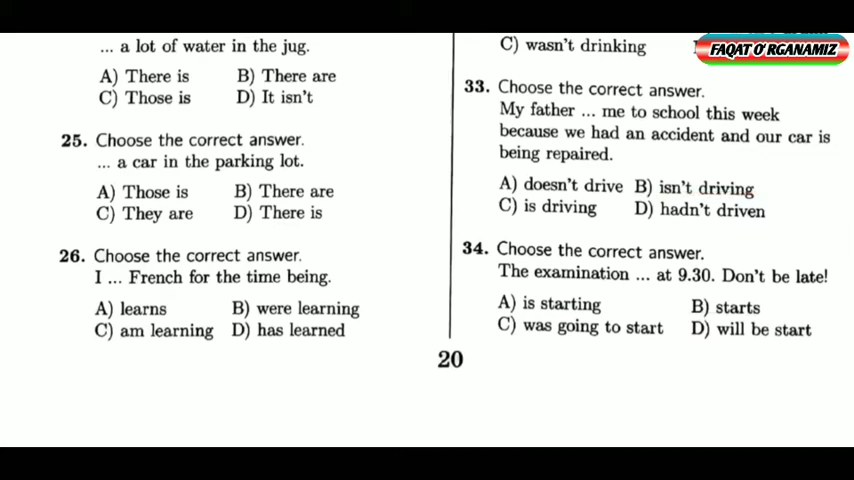 ... a lot of water in the jug.
A) There is B) There are
C) Those is D) It isn't
25. Choose the correct answer.
... a car in the parking lot.
A) Those is B) There are
C) They are D) There is
26. Choose the correct answer.
I ... French for the time being.
A) learns B) were learning
C) am learning D) has learned
C) wasn't drinking
FAQAT O'RGANAMIZ
33. Choose the correct answer.
My father ... me to school this week
because we had an accident and our car is
being repaired.
A) doesn't drive B) isn't driving
C) is driving D) hadn't driven
34. Choose the correct answer.
The examination ... at 9.30. Don't be late!
A) is starting B) starts
C) was going to start D) will be start
20